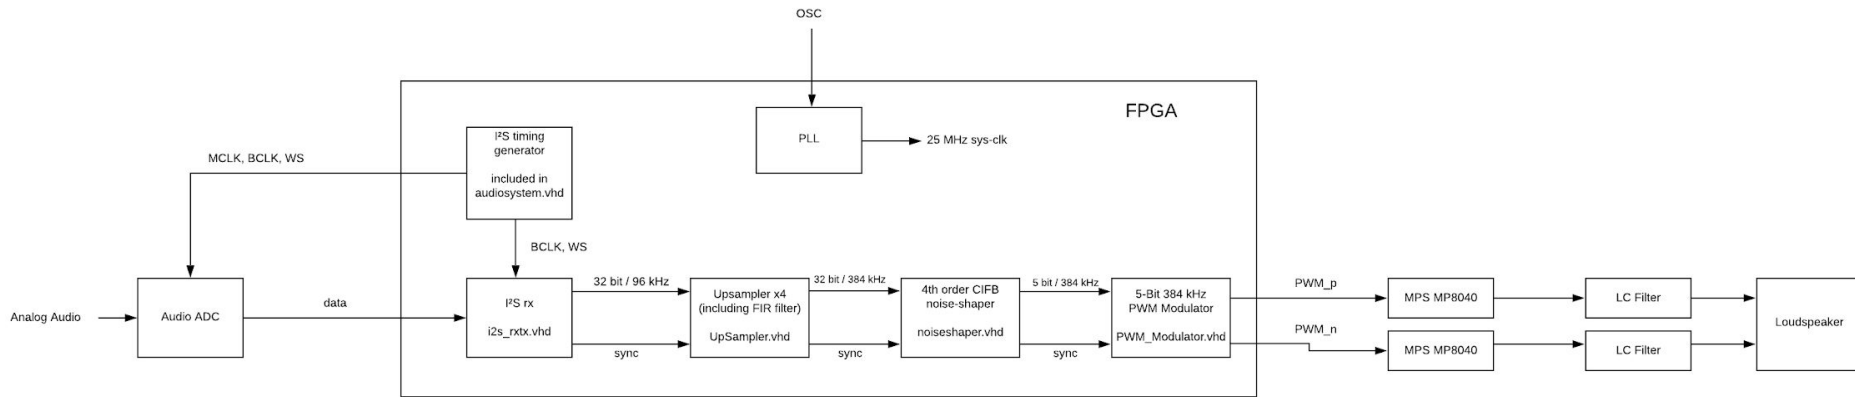 OSC
FPGA
PLL
25 MHz sys-clk
I²S timing
generator
included in
audiosystem.vhd
MCLK, BCLK, WS
BCLK, WS
Analog Audio
Audio ADC
data
I²S rx
i2s_rxtx.vhd
32 bit / 96 kHz
sync
Upsampler x4
(including FIR filter)
UpSampler.vhd
32 bit / 384 kHz
sync
4th order CIFB
noise-shaper
noiseshaper.vhd
5 bit / 384 kHz
sync
5-Bit 384 kHz
PWM Modulator
PWM_Modulator.vhd
PWM_p
PWM_n
MPS MP8040
MPS MP8040
LC Filter
LC Filter
Loudspeaker